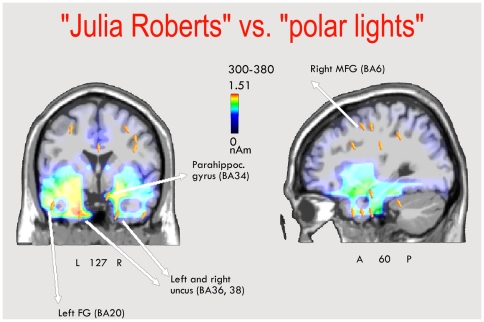 "Julia Roberts" vs. "polar lights"
300-380
1.51
0
nAm
Right MFG (BA6)
Parahippoc.
gyrus (BA34)
L 127 R
A 60 P
Left and right
uncus (BA36, 38)
Left FG (BA20)